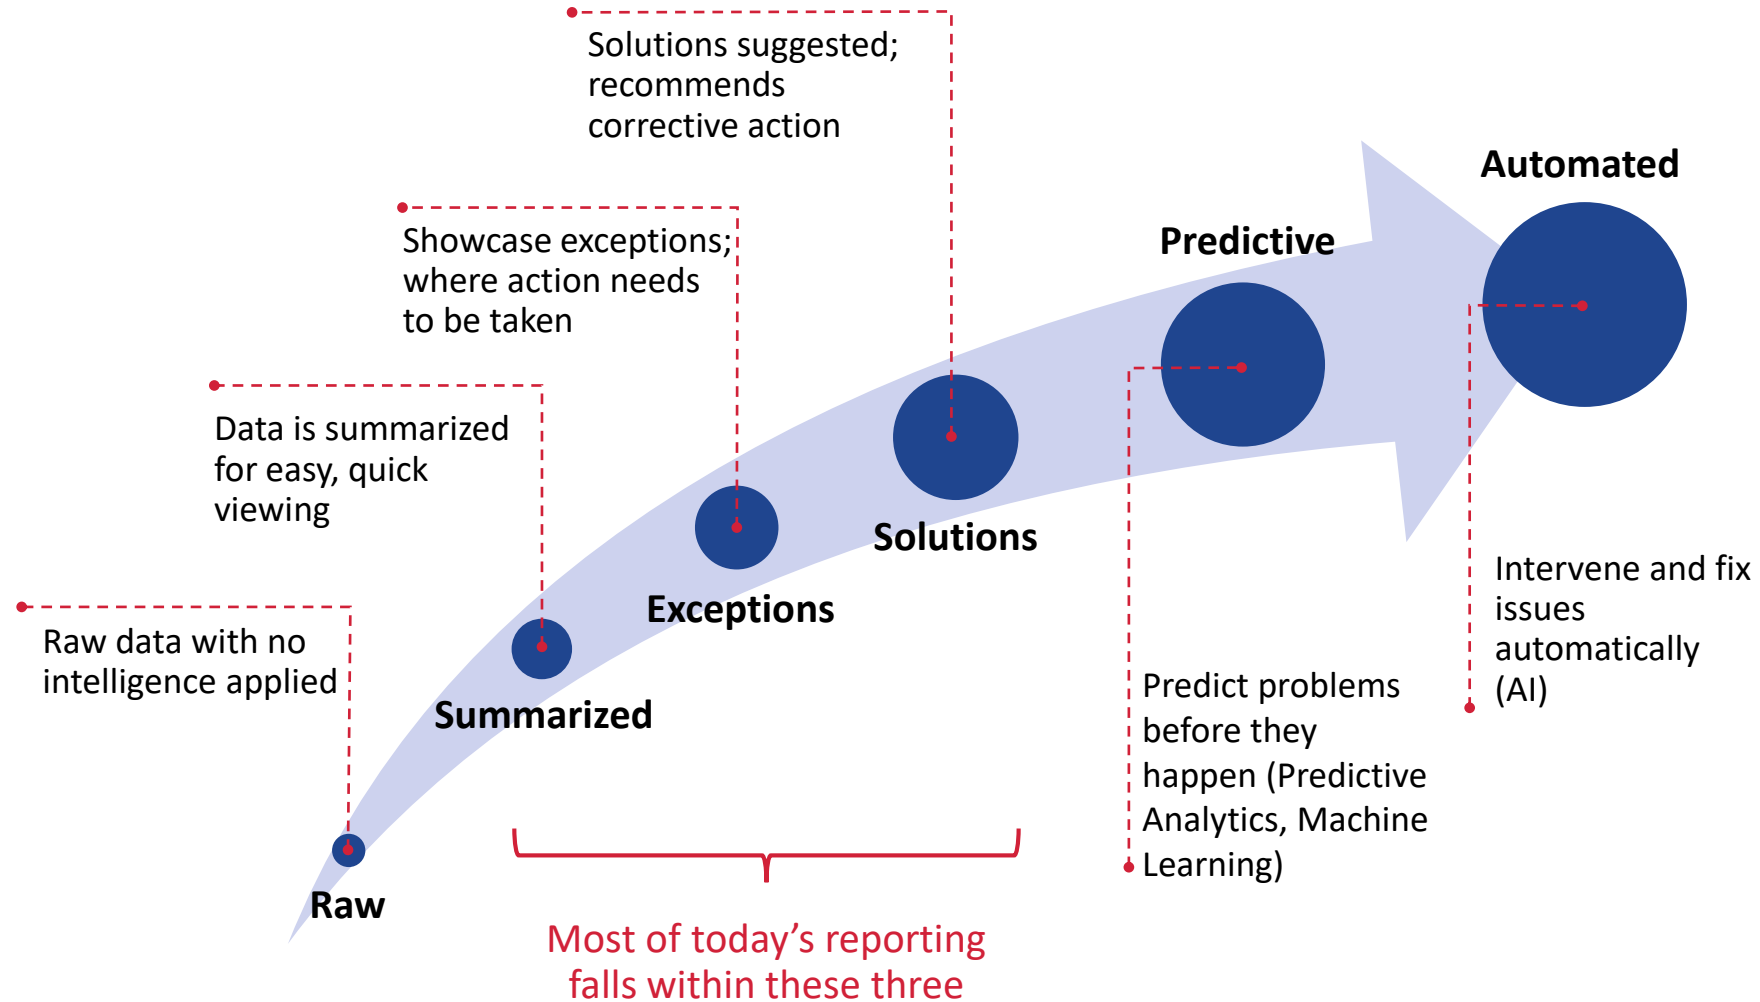 Solutions suggested;
recommends
corrective action
Automated
Predictive
Showcase exceptions;
where action needs
to be taken
Data is summarized
for easy, quick
viewing
Solutions
Exceptions
Raw data with no
intelligence applied
Summarized
Intervene and fix
issues
automatically
(AI)
Predict problems
before they
happen (Predictive
Analytics, Machine
Learning)
Raw
Most of today’s reporting
falls within these three